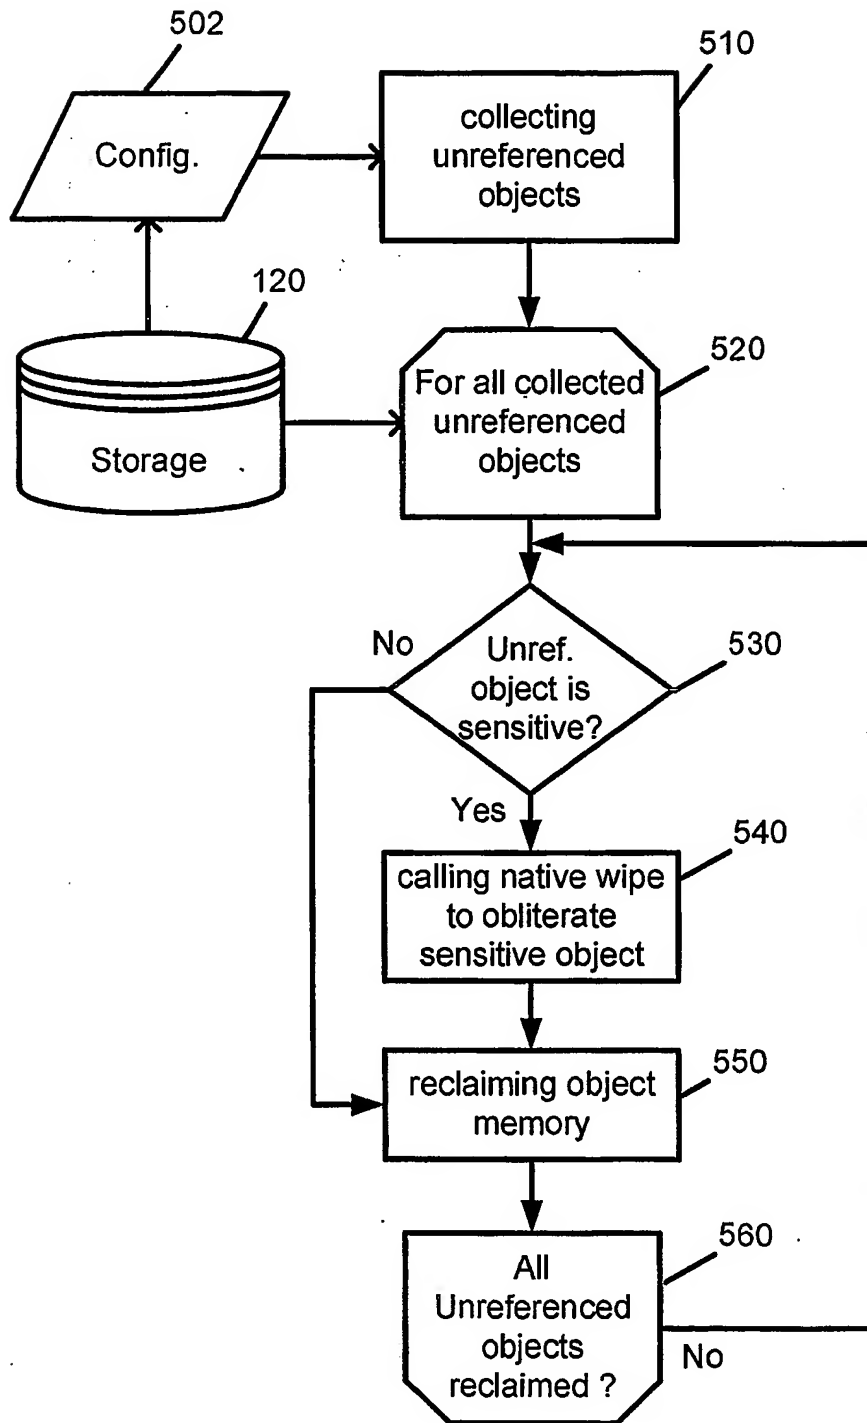 502
510
Config.
collecting
unreferenced
objects
120
520
For all collected
unreferenced
objects
Storage
No
530
Unref.
object is
sensitive?
Yes
540
calling native wipe
to obliterate
sensitive object
550
reclaiming object
memory
560
All
Unreferenced
objects
reclaimed ?
No